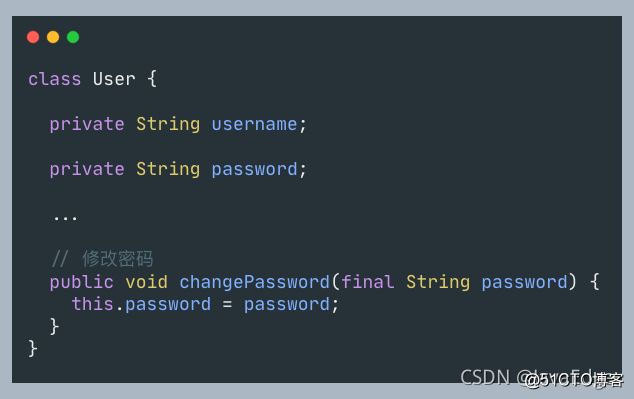 class User {
  private String username;
  private String password;
  ...
  // 修改密码
  public void changePassword(final String password) {
    this.password = password;
  }
}
CSDN @51CTO博客